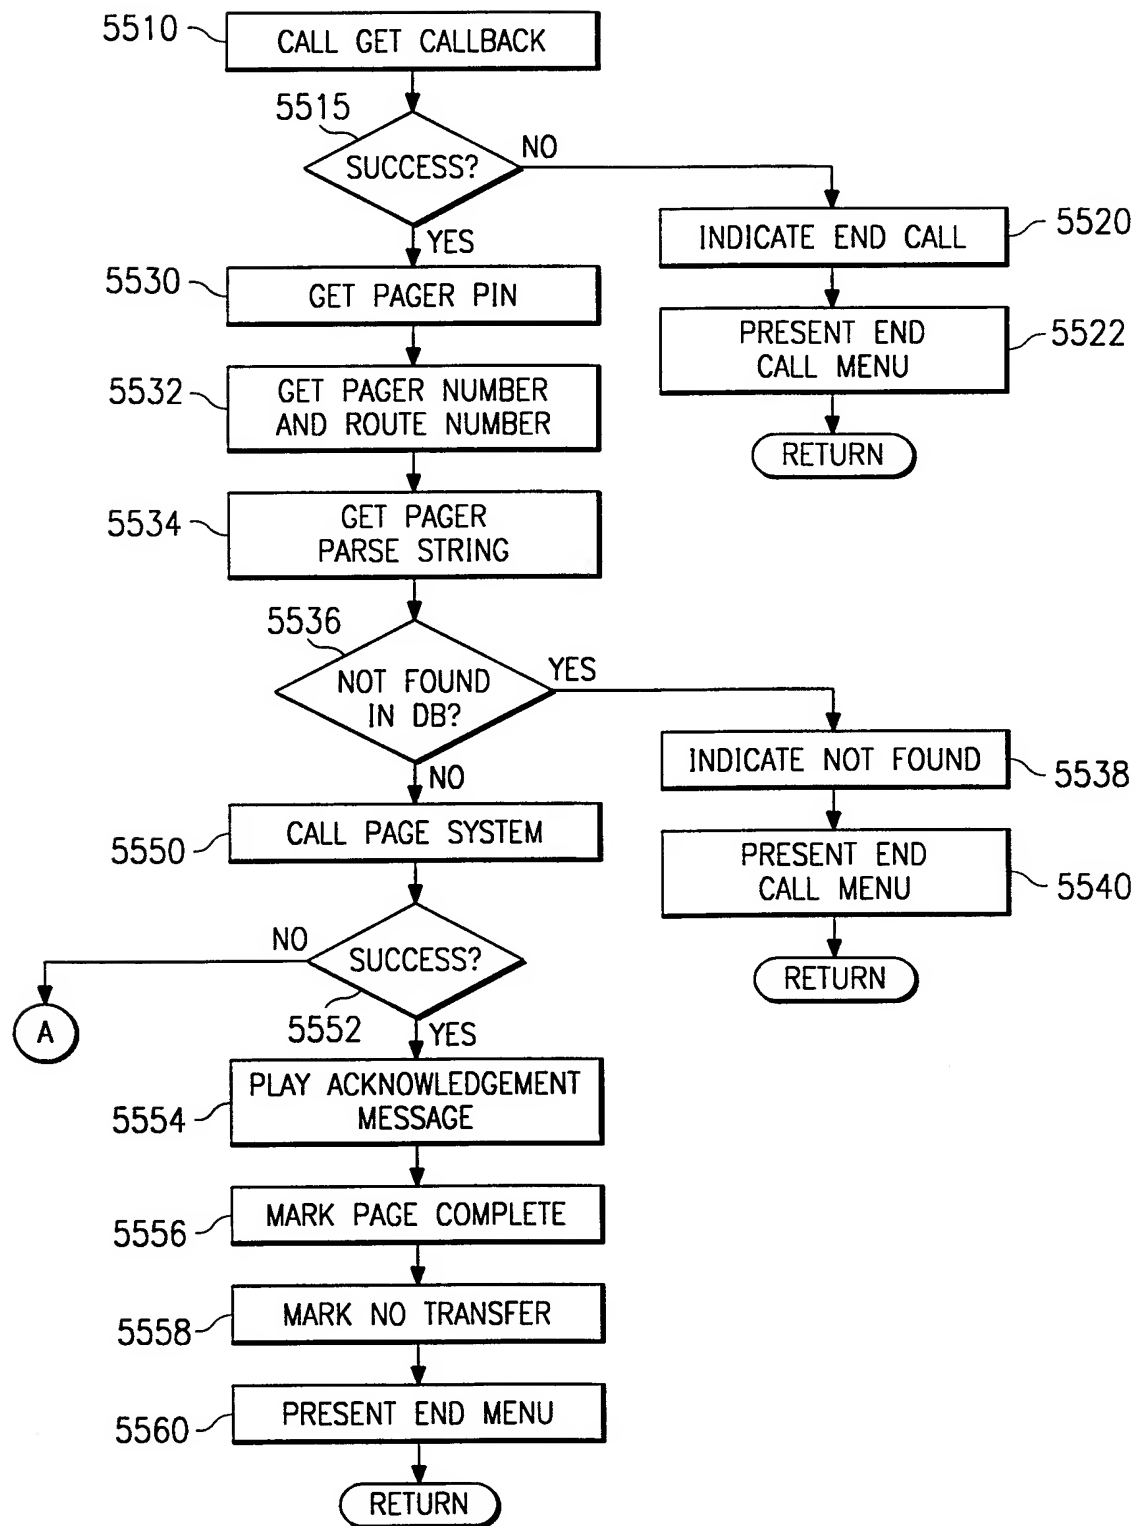 5510
CALL GET CALLBACK
5515
SUCCESS?
NO
YES
INDICATE END CALL
5520
5530
GET PAGER PIN
PRESENT END
CALL MENU
5522
5532
GET PAGER NUMBER
AND ROUTE NUMBER
RETURN
5534
GET PAGER
PARSE STRING
5536
NOT FOUND
IN DB?
YES
NO
INDICATE NOT FOUND
5538
5550
CALL PAGE SYSTEM
PRESENT END
CALL MENU
5540
NO
SUCCESS?
RETURN
A
5552
YES
5554
PLAY ACKNOWLEDGEMENT
MESSAGE
5556
MARK PAGE COMPLETE
5558
MARK NO TRANSFER
5560
PRESENT END MENU
RETURN